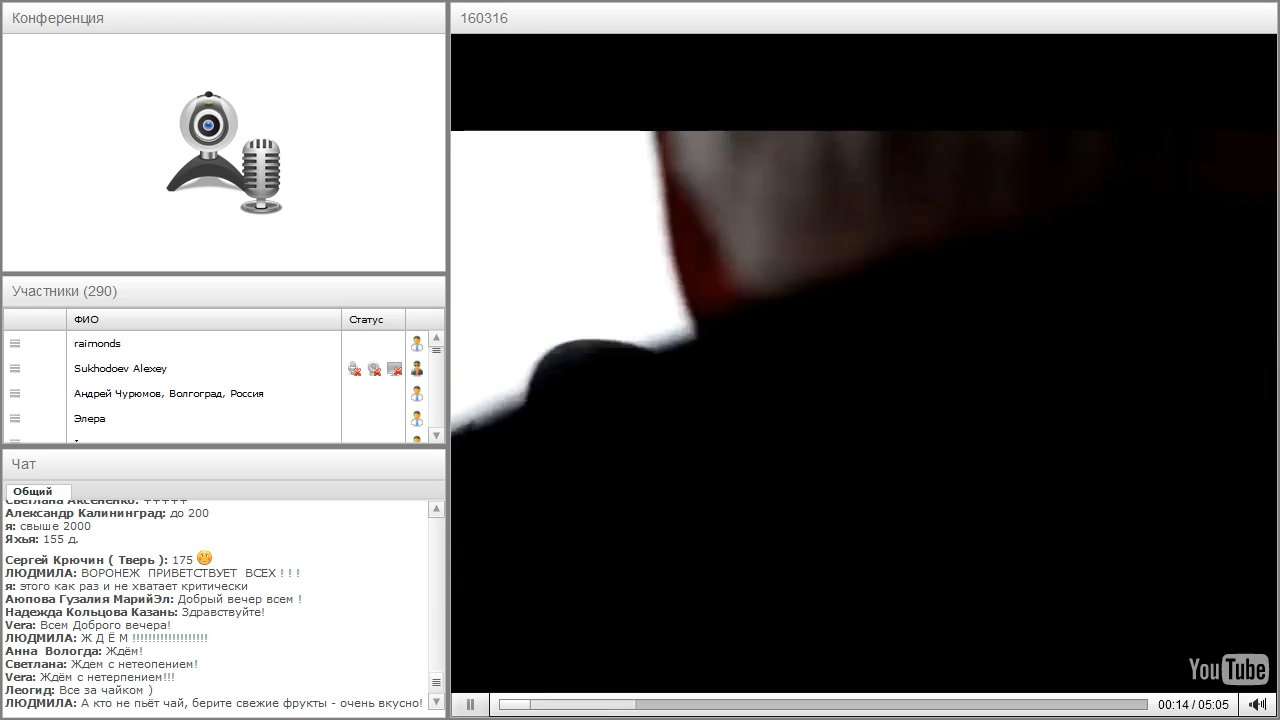 Конференция
160316
Участники (290)
ФИО Статус
raimonds
Sukhodoev Alexey
Андрей Чурюмов, Волгоград, Россия
Элера
Чат
Общий
Светлана Аксененко: +++++
Александр Калининград: до 200
я: свыше 2000
Яхья: 155 д.
Сергей Крючин ( Тверь ): 175
ЛЮДМИЛА: ВОРОНЕЖ ПРИВЕТСТВУЕТ ВСЕХ ! ! !
я: этого как раз и не хватает критически
Аюпова Гузалия МарийЭл: Добрый вечер всем !
Надежда Кольцова Казань: Здравствуйте!
Vera: Всем Доброго вечера!
ЛЮДМИЛА: Ж Д Ё М !!!!!!!!!!!!!!!!!!!
Анна Вологда: Ждём!
Светлана: Ждем с нетеопением!
Vera: Ждём с нетерпением!!!
Леогид: Все за чайком )
ЛЮДМИЛА: А кто не пьёт чай, берите свежие фрукты - очень вкусно!
YouTube
00:14 / 05:05